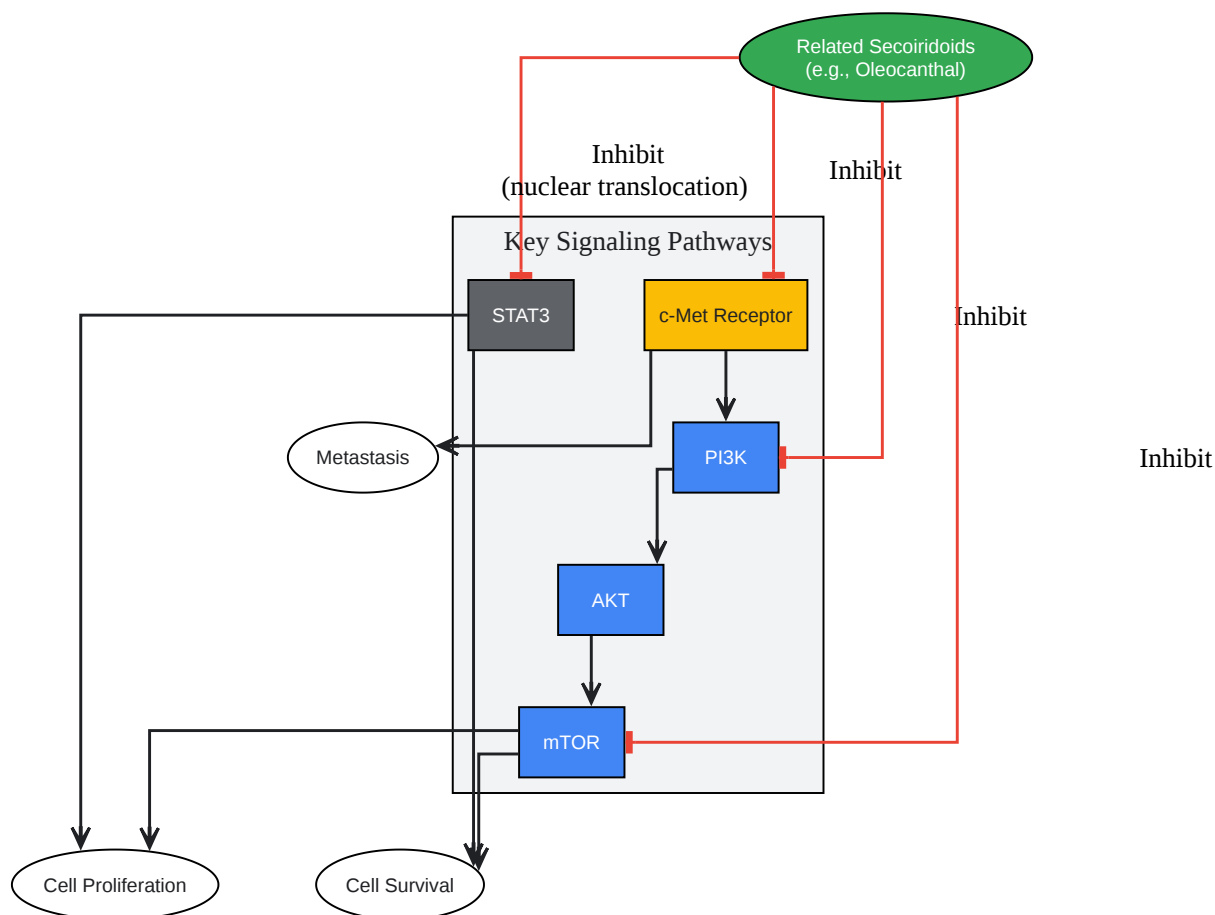 Related Secoiridoids
(e.g., Oleocanthal)
Inhibit
(nuclear translocation)
Inhibit
Key Signaling Pathways
STAT3
c-Met Receptor
Inhibit
Metastasis
PI3K
Inhibit
AKT
mTOR
Cell Proliferation
Cell Survival